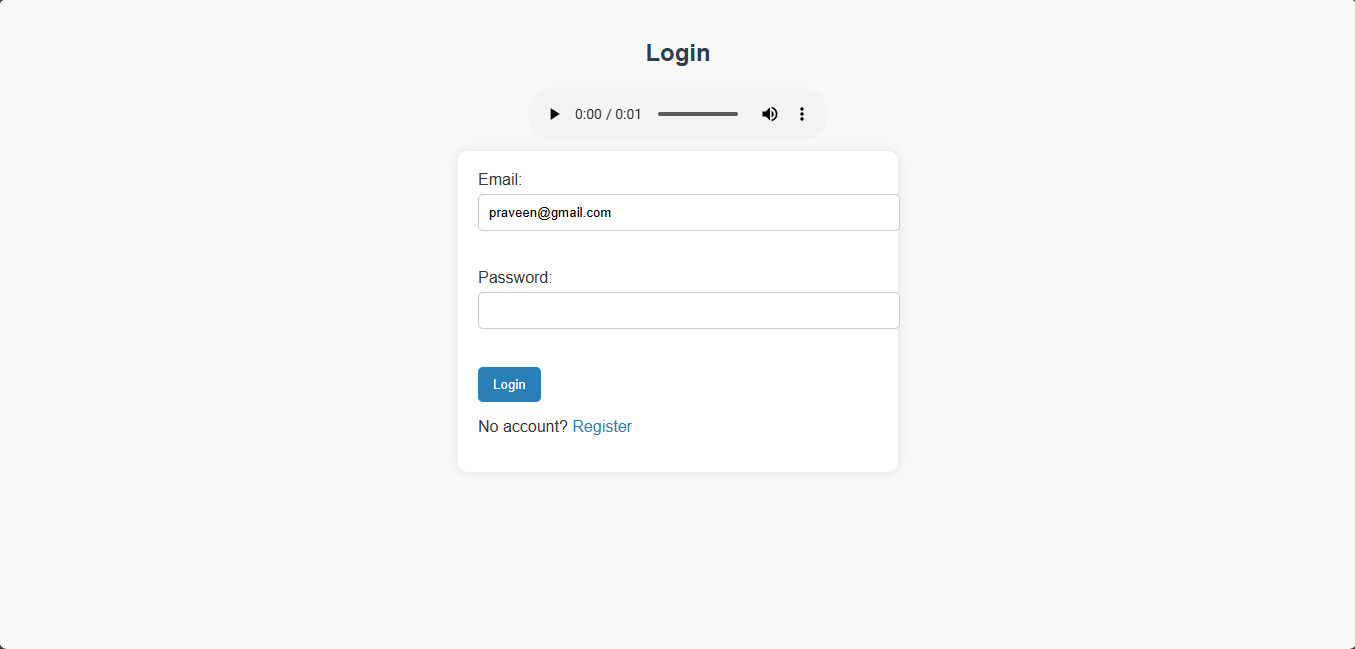 Login
0:00 / 0:01
Email:
praveen@gmail.com
Password:
Login
No account? Register